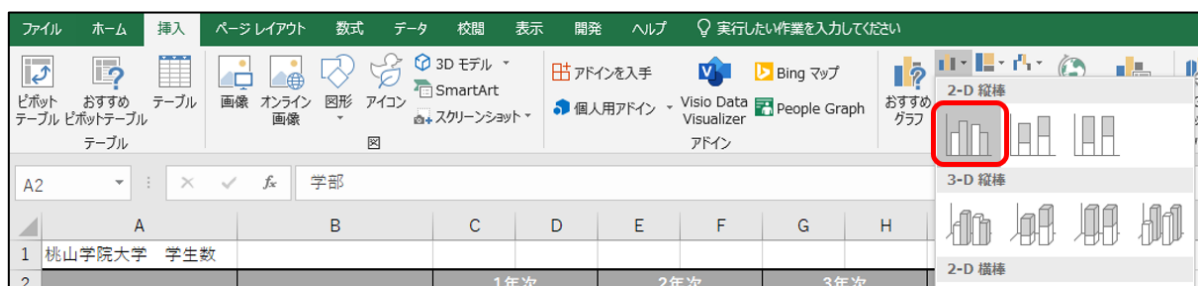 ファイル ホーム 挿入 ページ レイアウト 数式 データ 校閲 表示 開発 ヘルプ 実行したい作業を入力してください
ピボット
テーブル
おすすめ
ピボットテーブル
テーブル
テーブル
画像
オンライン
画像
図形
アイコン
3D モデル
SmartArt
スクリーンショット
図
アドインを入手
個人用アドイン
Visio Data
Visualizer
Bing マップ
People Graph
アドイン
おすすめ
グラフ
2-D 縦棒
3-D 縦棒
2-D 横棒
A2 fx 学部
A B C D E F G H
1 桃山学院大学 学生数
2 1年次 2年次 3年次